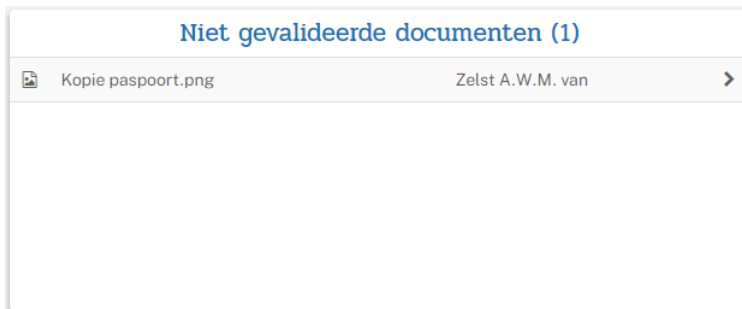 Niet gevalideerde documenten (1)
Kopie paspoort.png Zelst A.W.M. van